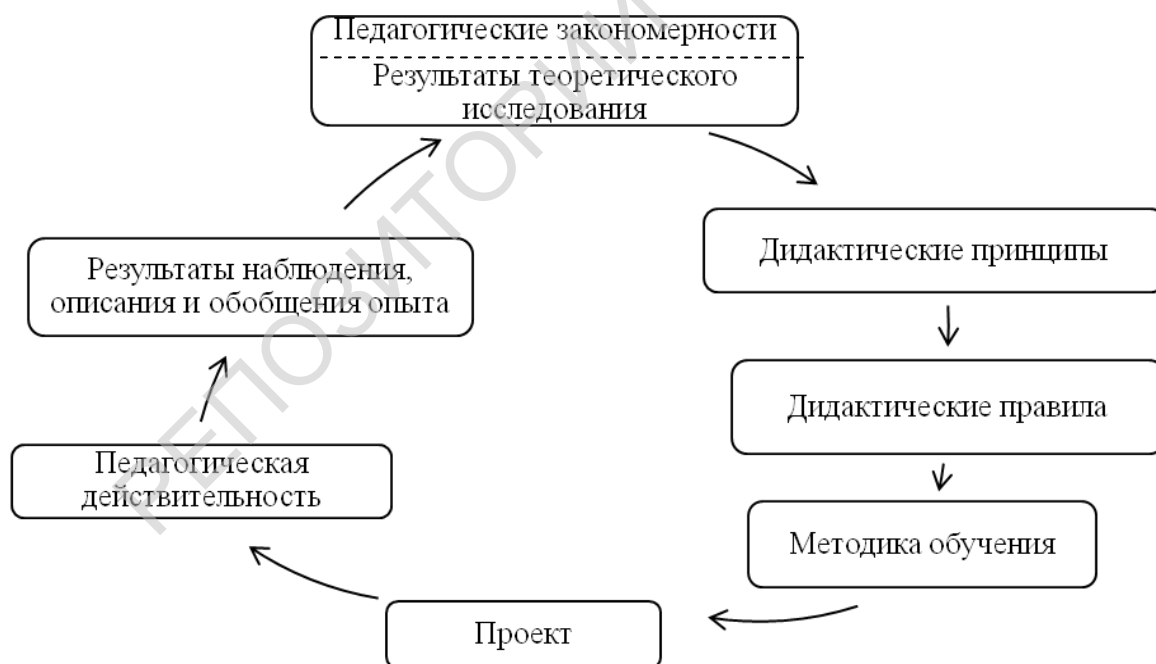 Педагогические закономерности
Результаты теоретического
исследования
Дидактические принципы
Результаты наблюдения,
описания и обобщения опыта
Дидактические правила
Педагогическая
действительность
Методика обучения
Проект
РЕПОЗИТОРИЙ